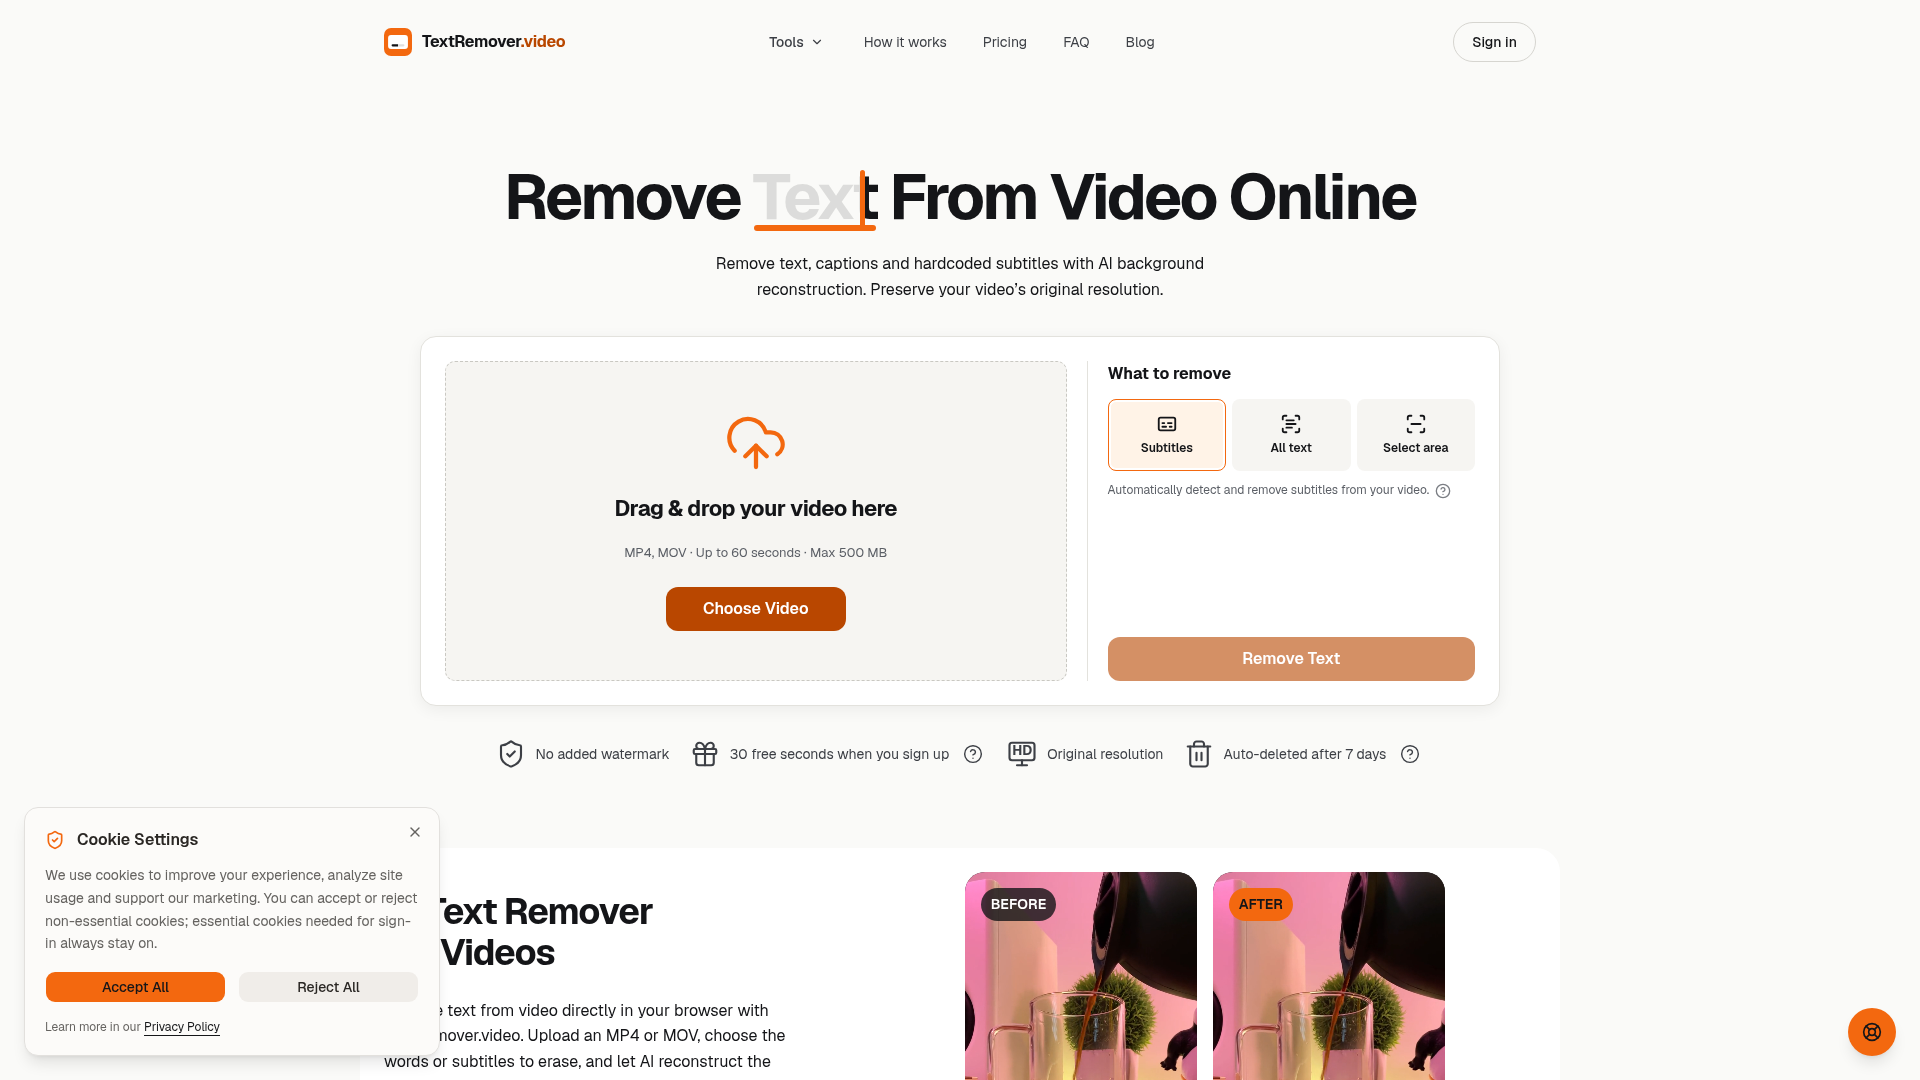 TextRemover.video
Tools
How it works
Pricing
FAQ
Blog
Sign in
Remove Text From Video Online
Remove text, captions and hardcoded subtitles with AI background
reconstruction. Preserve your video’s original resolution.
Drag & drop your video here
MP4, MOV · Up to 60 seconds · Max 500 MB
Choose Video
What to remove
Subtitles
All text
Select area
Automatically detect and remove subtitles from your video.
Remove Text
No added watermark
30 free seconds when you sign up
HD
Original resolution
Auto-deleted after 7 days
Cookie Settings
We use cookies to improve your experience, analyze site
usage and support our marketing. You can accept or reject
non-essential cookies; essential cookies needed for sign-
in always stay on.
Accept All
Reject All
Learn more in our Privacy Policy
Text Remover
Videos
text from video directly in your browser with
mover.video. Upload an MP4 or MOV, choose the
words or subtitles to erase, and let AI reconstruct the
BEFORE
AFTER